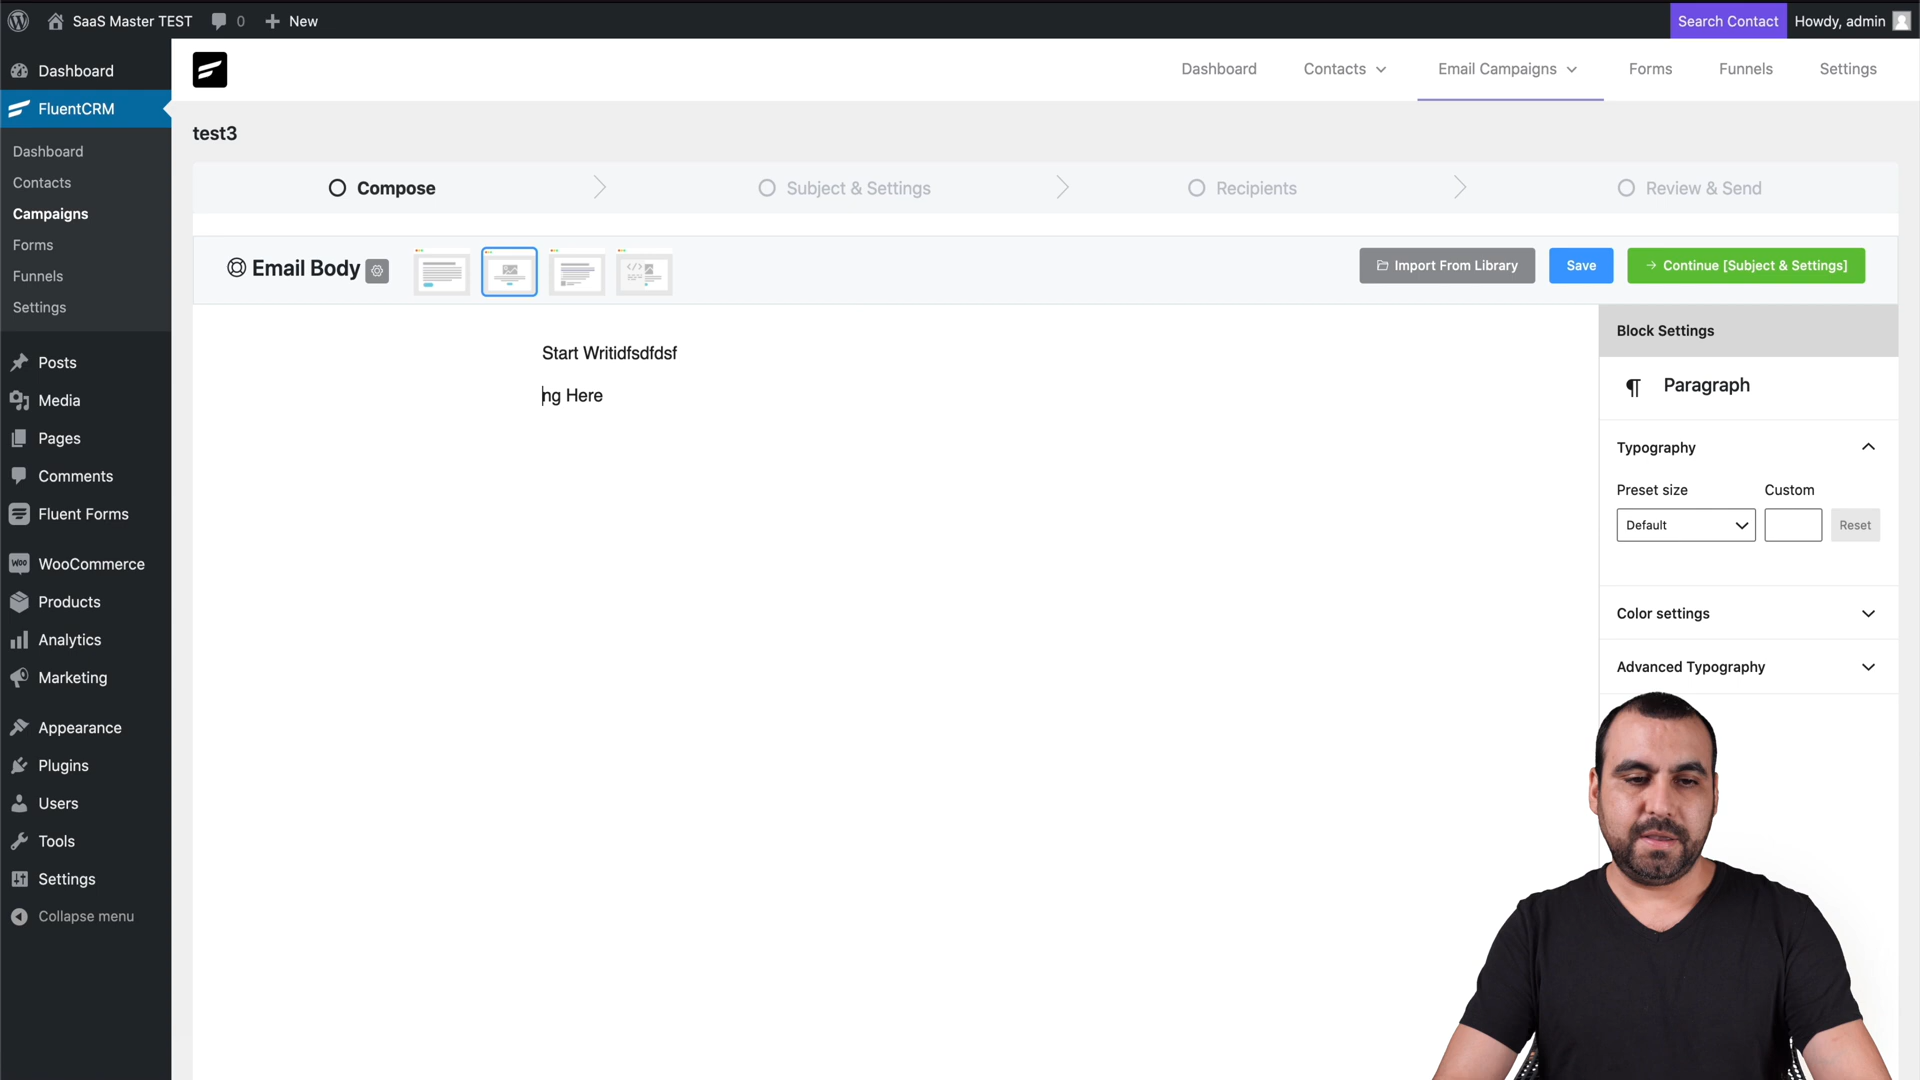 SaaS Master TEST 0 New Search Contact Howdy, admin
Dashboard
FluentCRM
Dashboard
Contacts
Campaigns
Forms
Funnels
Settings
Posts
Media
Pages
Comments
Fluent Forms
WooCommerce
Products
Analytics
Marketing
Appearance
Plugins
Users
Tools
Settings
Collapse menu
Dashboard Contacts Email Campaigns Forms Funnels Settings
test3
Compose Subject & Settings Recipients Review & Send
Email Body Import From Library Save Continue [Subject & Settings]
Start Writidfsdfdsf
ng Here
Block Settings
Paragraph
Typography
Preset size Custom
Default Reset
Color settings
Advanced Typography